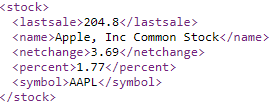 <stock>
<lastsale>204.8</lastsale>
<name>Apple, Inc Common Stock</name>
<netchange>3.69</netchange>
<percent>1.77</percent>
<symbol>AAPL</symbol>
</stock>